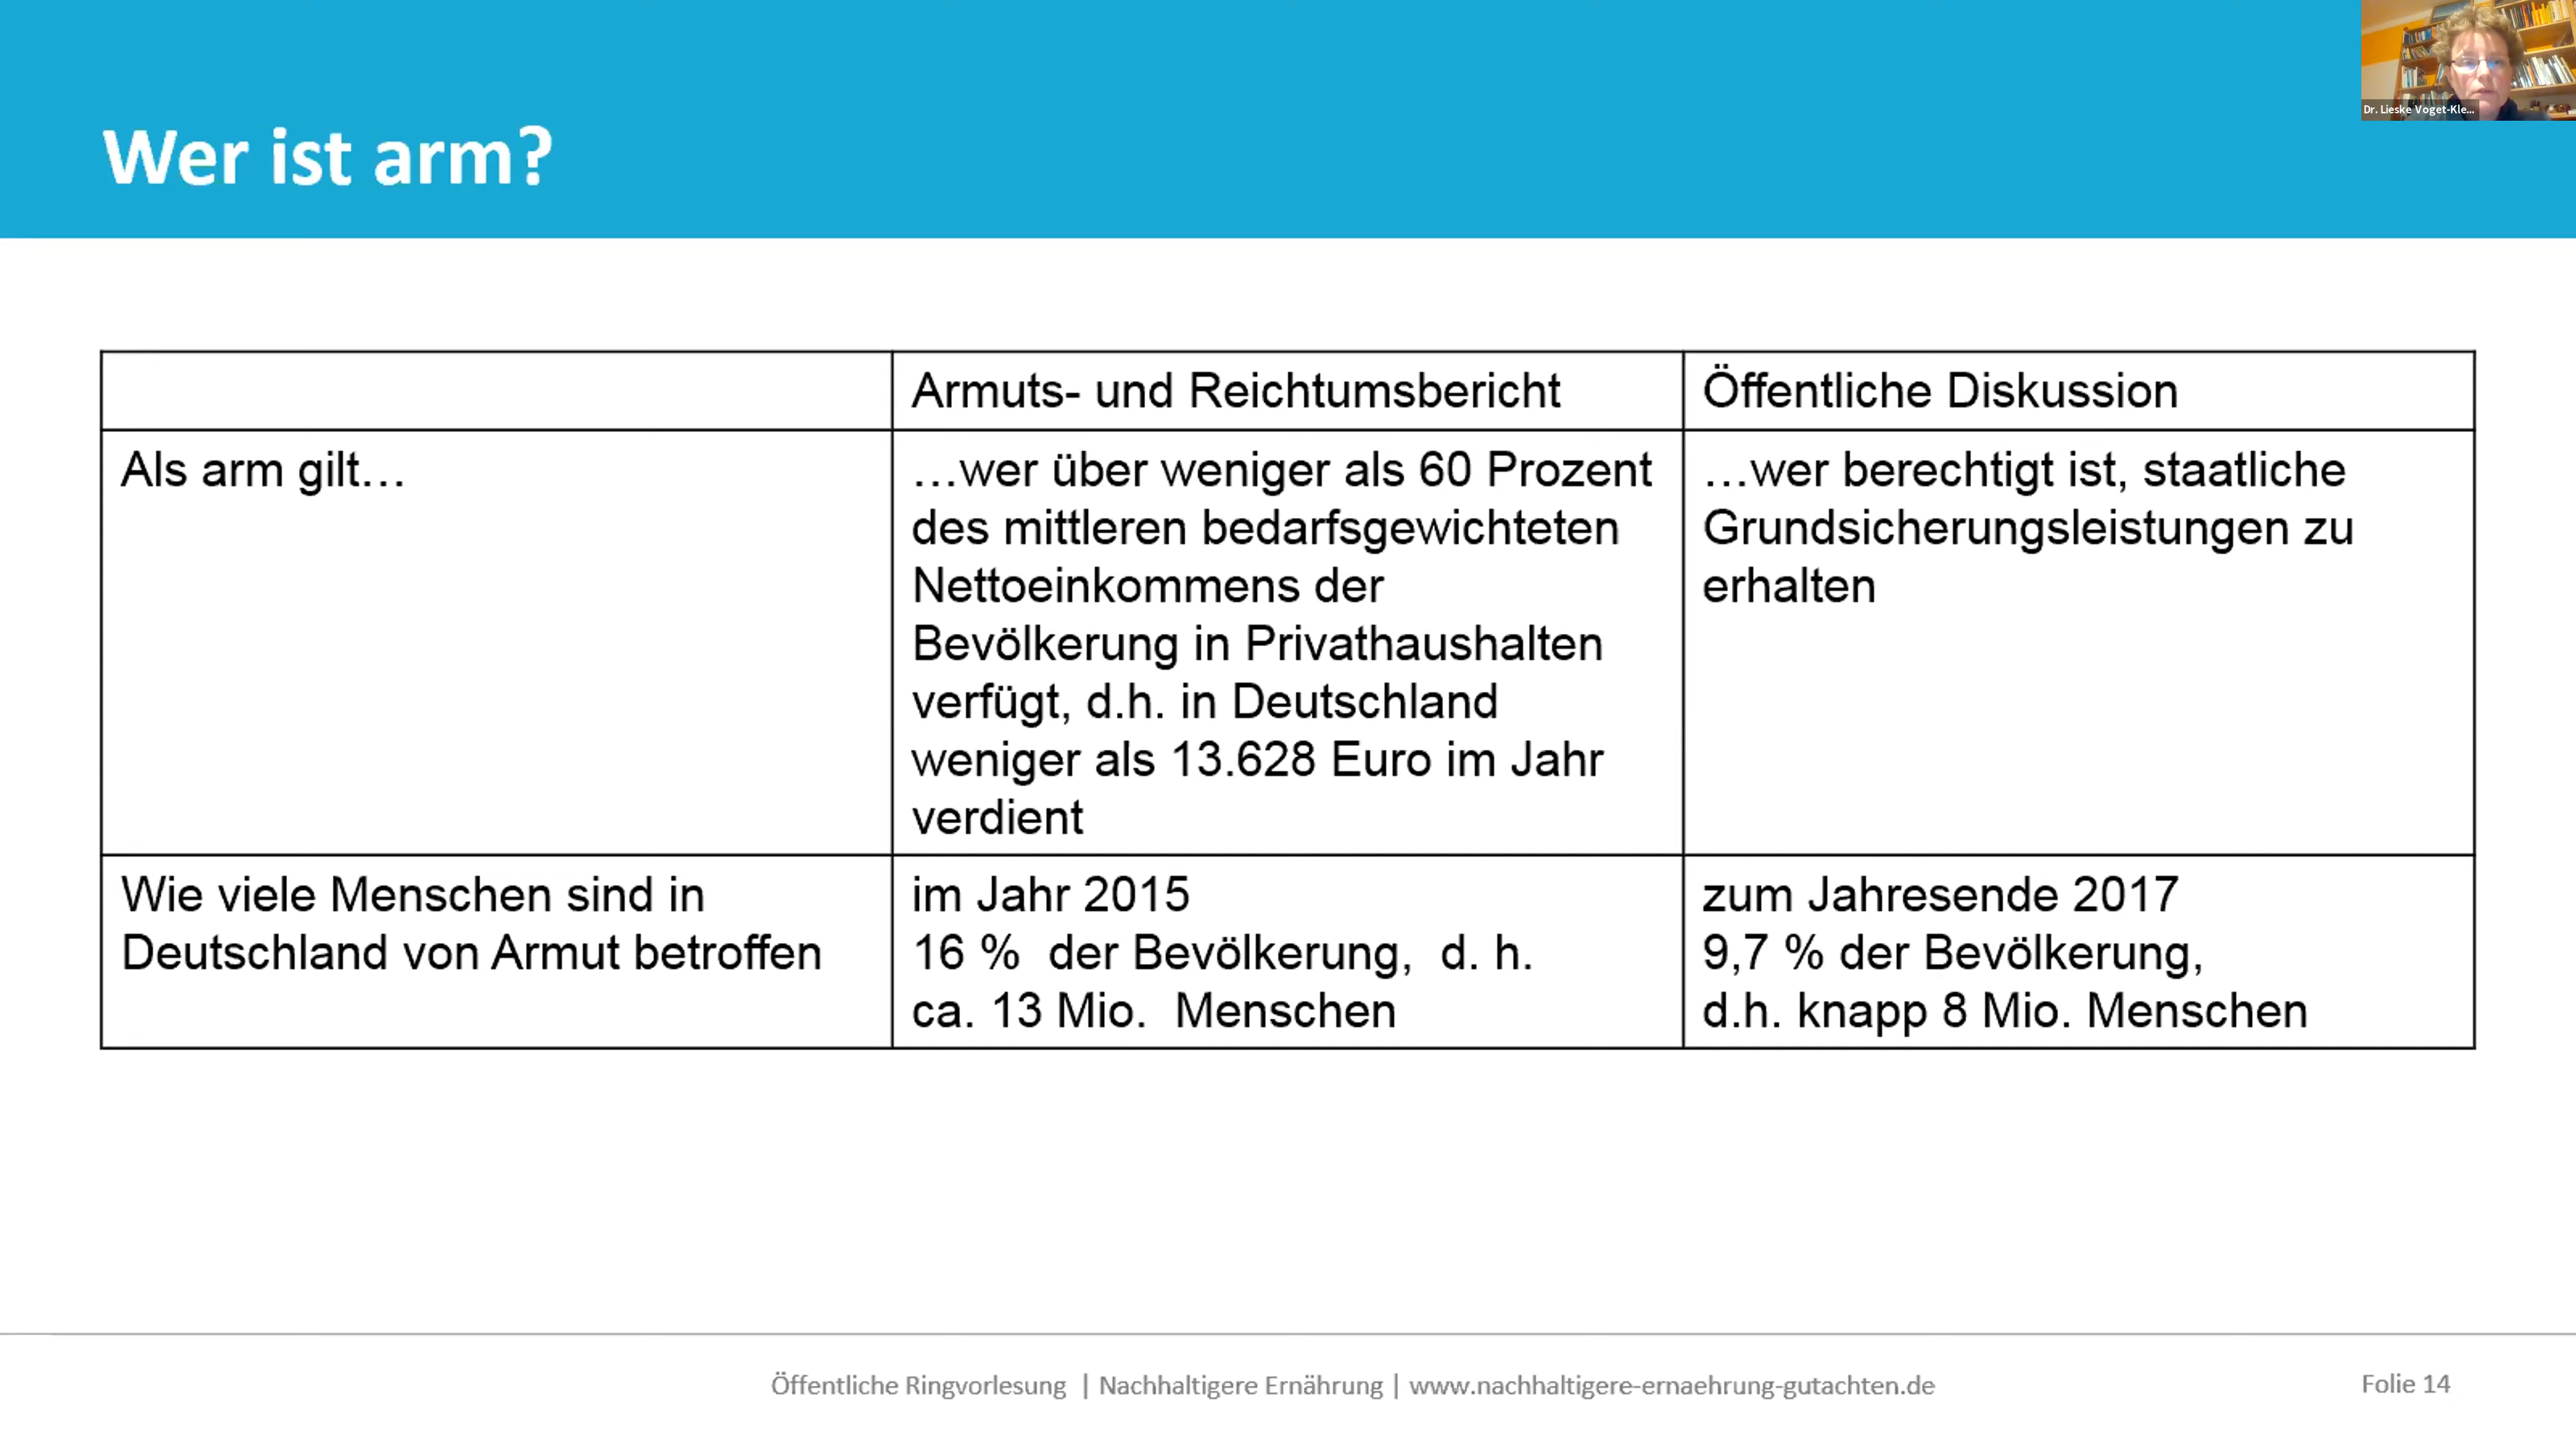 Dr. Lieske Voget-Kle...
Wer ist arm?
Armuts- und Reichtumsbericht
Öffentliche Diskussion
Als arm gilt…
…wer über weniger als 60 Prozent
des mittleren bedarfsgewichteten
Nettoeinkommens der
Bevölkerung in Privathaushalten
verfügt, d.h. in Deutschland
weniger als 13.628 Euro im Jahr
verdient
…wer berechtigt ist, staatliche
Grundsicherungsleistungen zu
erhalten
Wie viele Menschen sind in
Deutschland von Armut betroffen
im Jahr 2015
16 % der Bevölkerung, d. h.
ca. 13 Mio. Menschen
zum Jahresende 2017
9,7 % der Bevölkerung,
d.h. knapp 8 Mio. Menschen
Öffentliche Ringvorlesung | Nachhaltigere Ernährung | www.nachhaltigere-ernaehrung-gutachten.de
Folie 14